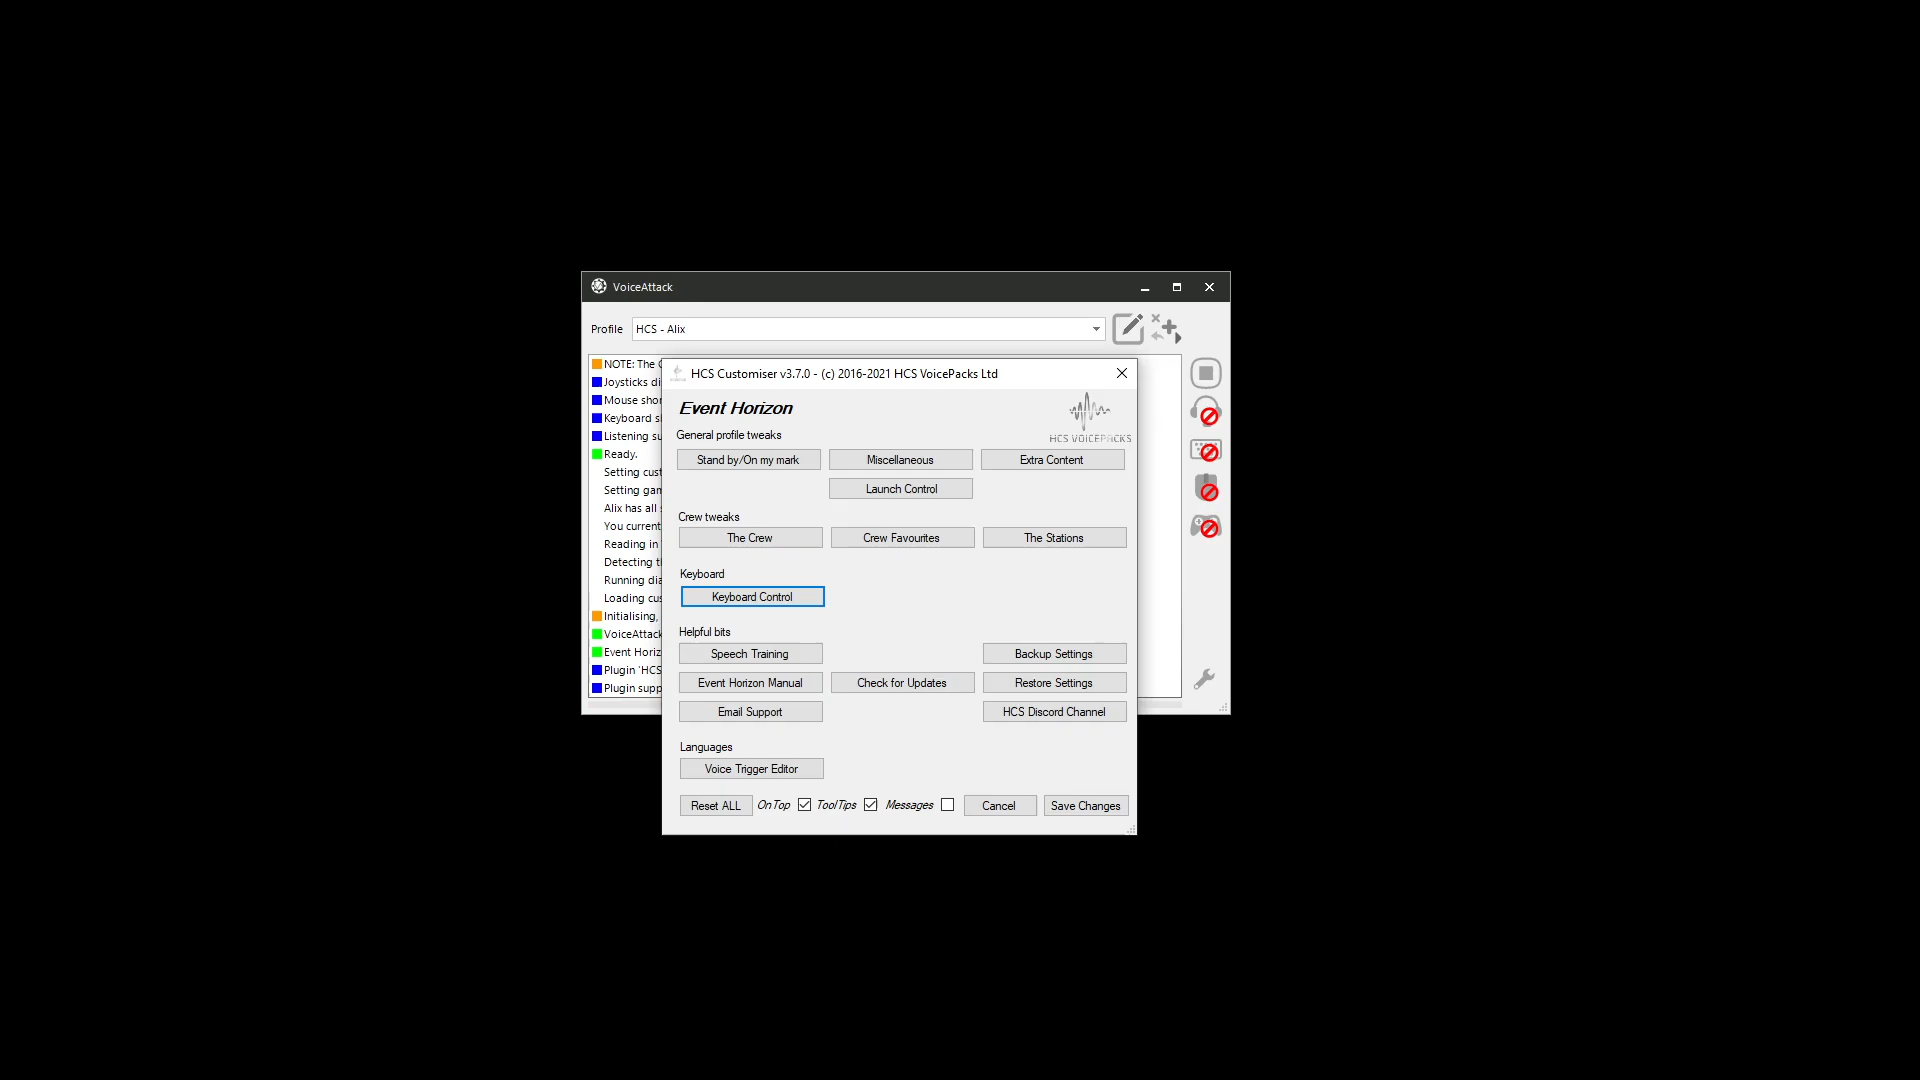 VoiceAttack
Profile HCS - Alix
NOTE: The
Joysticks di
Mouse shor
Keyboard s
Listening su
Ready.
Setting cust
Setting gam
Alix has all
You current
Reading in
Detecting t
Running dia
Loading cus
Initialising,
VoiceAttack
Event Horiz
Plugin 'HCS
Plugin supp
HCS Customiser v3.7.0 - (c) 2016-2021 HCS VoicePacks Ltd
Event Horizon
HCS VOICEPACKS
General profile tweaks
Stand by/On my mark Miscellaneous Extra Content
Launch Control
Crew tweaks
The Crew Crew Favourites The Stations
Keyboard
Keyboard Control
Helpful bits
Speech Training Backup Settings
Event Horizon Manual Check for Updates Restore Settings
Email Support HCS Discord Channel
Languages
Voice Trigger Editor
Reset ALL OnTop ToolTips Messages Cancel Save Changes